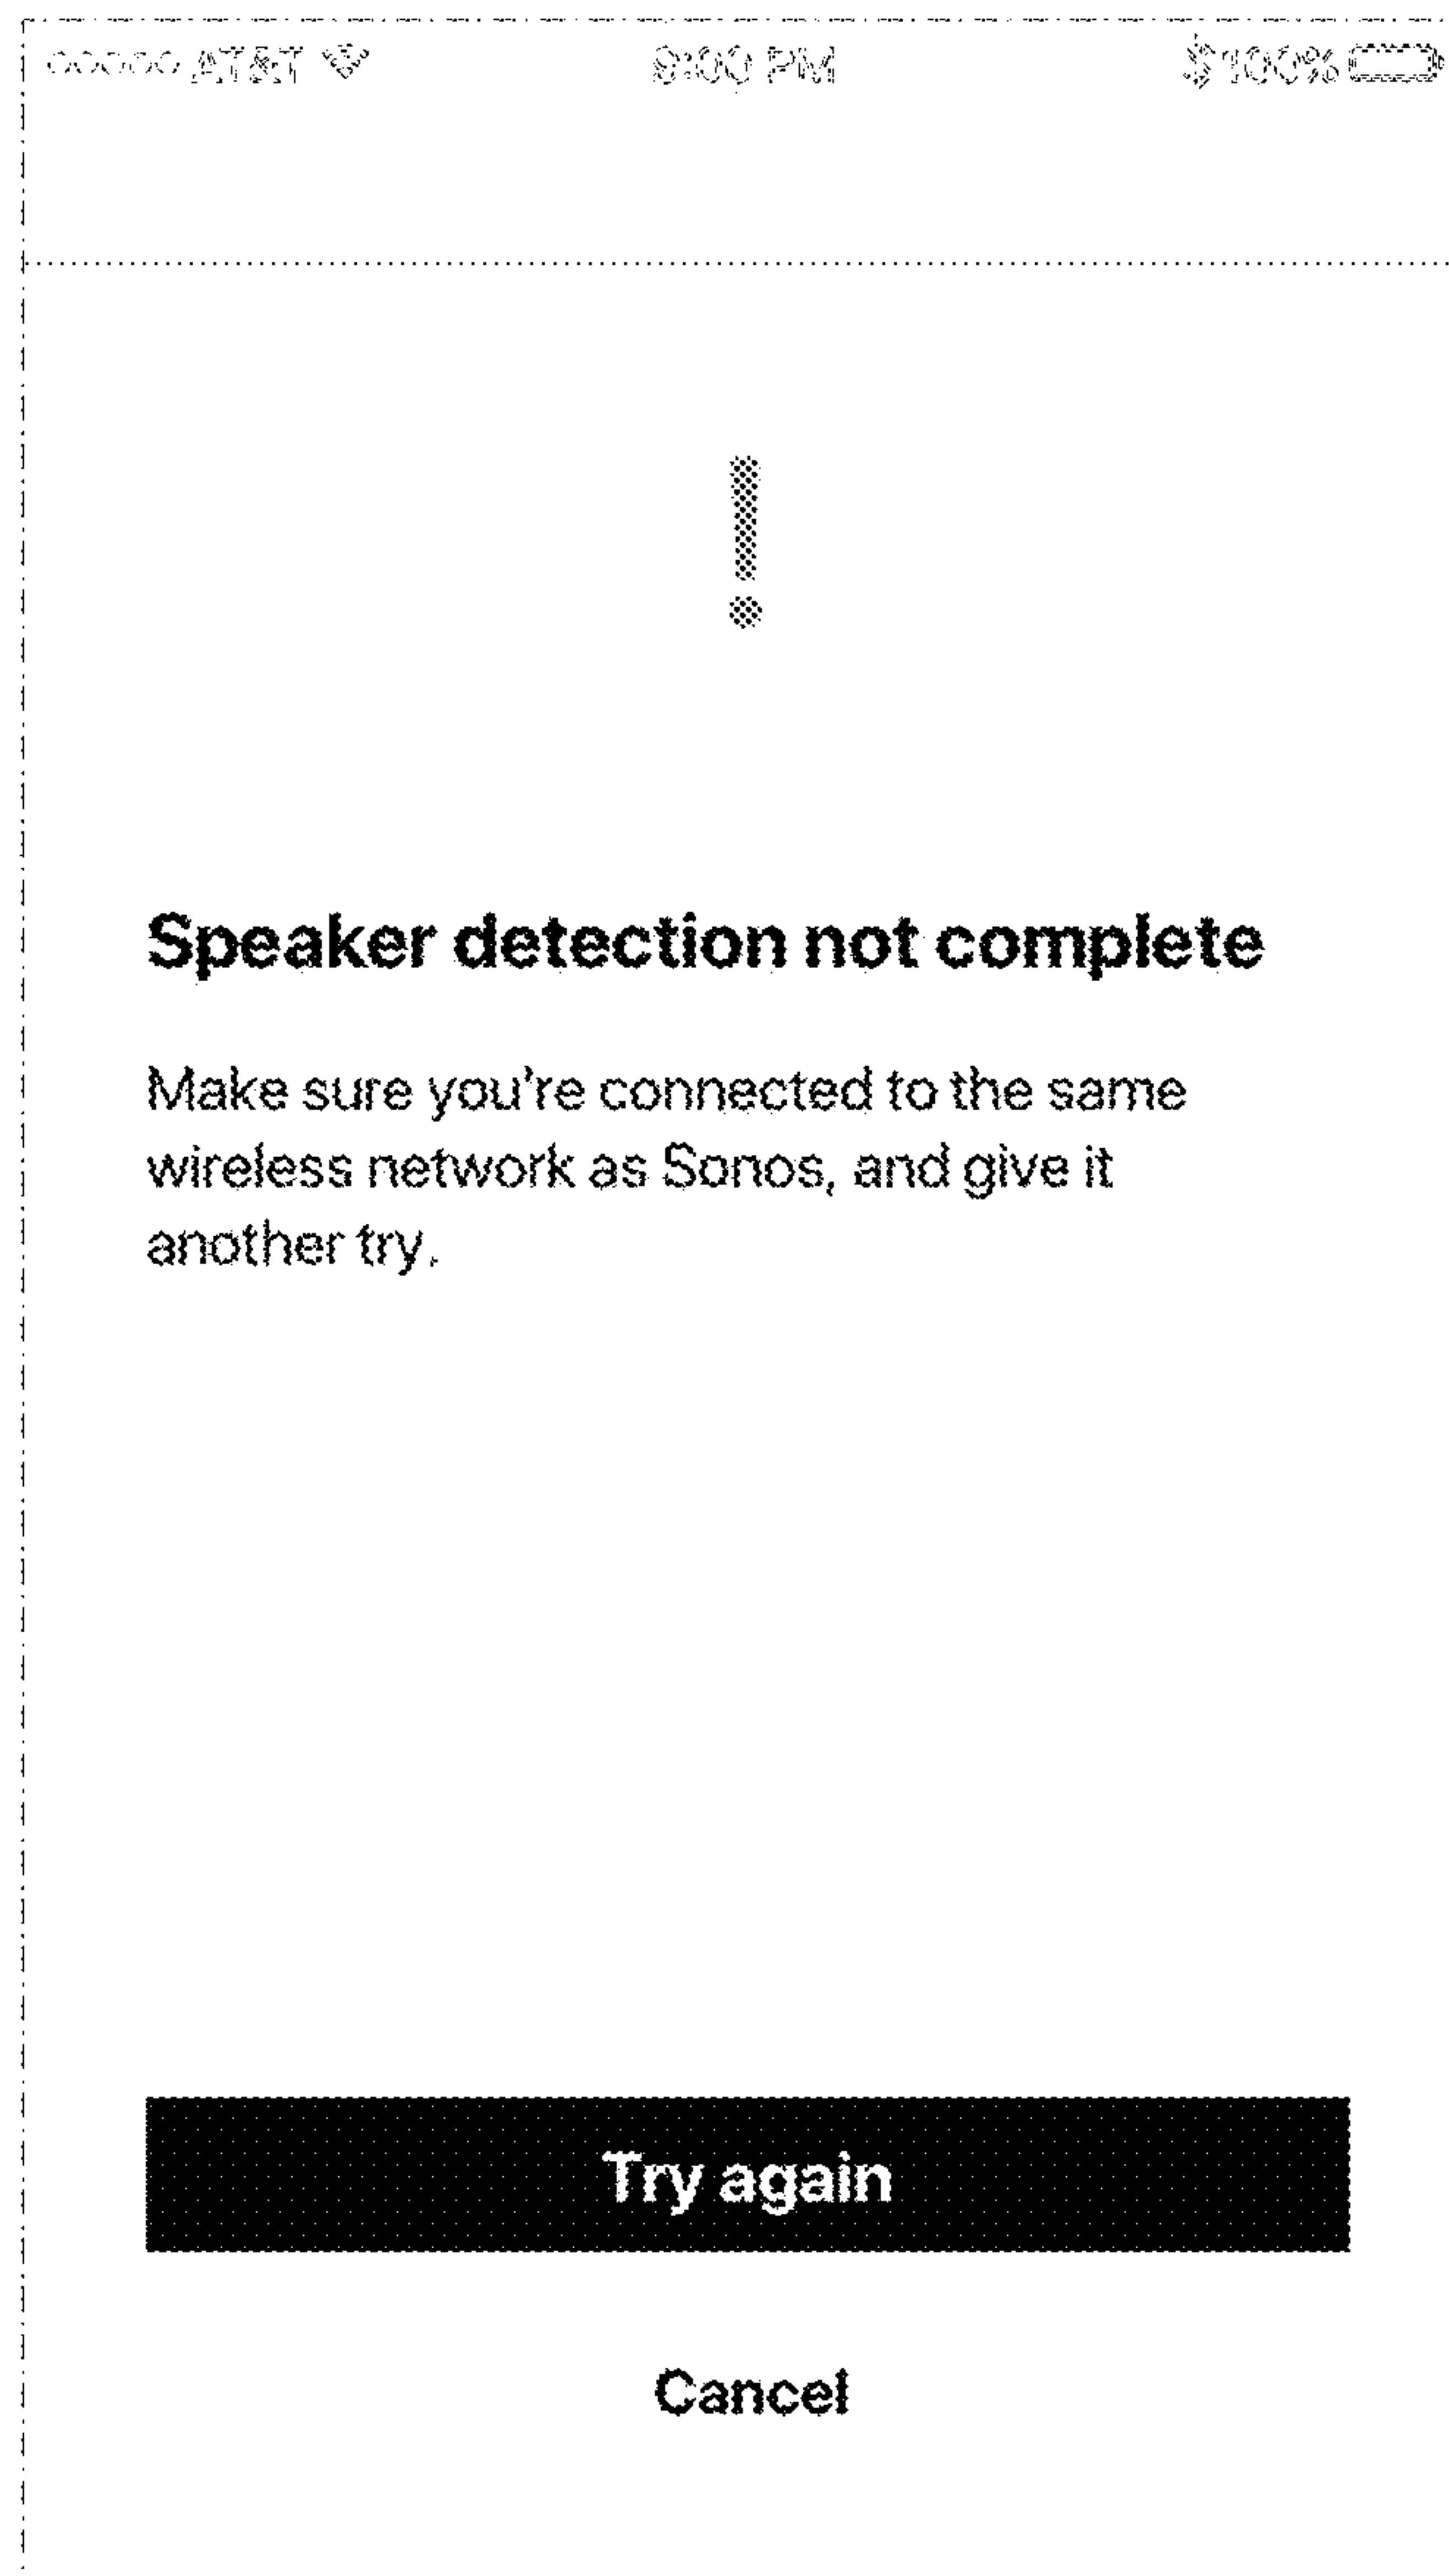 AT&T 9:00 PM 100%
!
Speaker detection not complete
Make sure you're connected to the same
wireless network as Sonos, and give it
another try.
Try again
Cancel